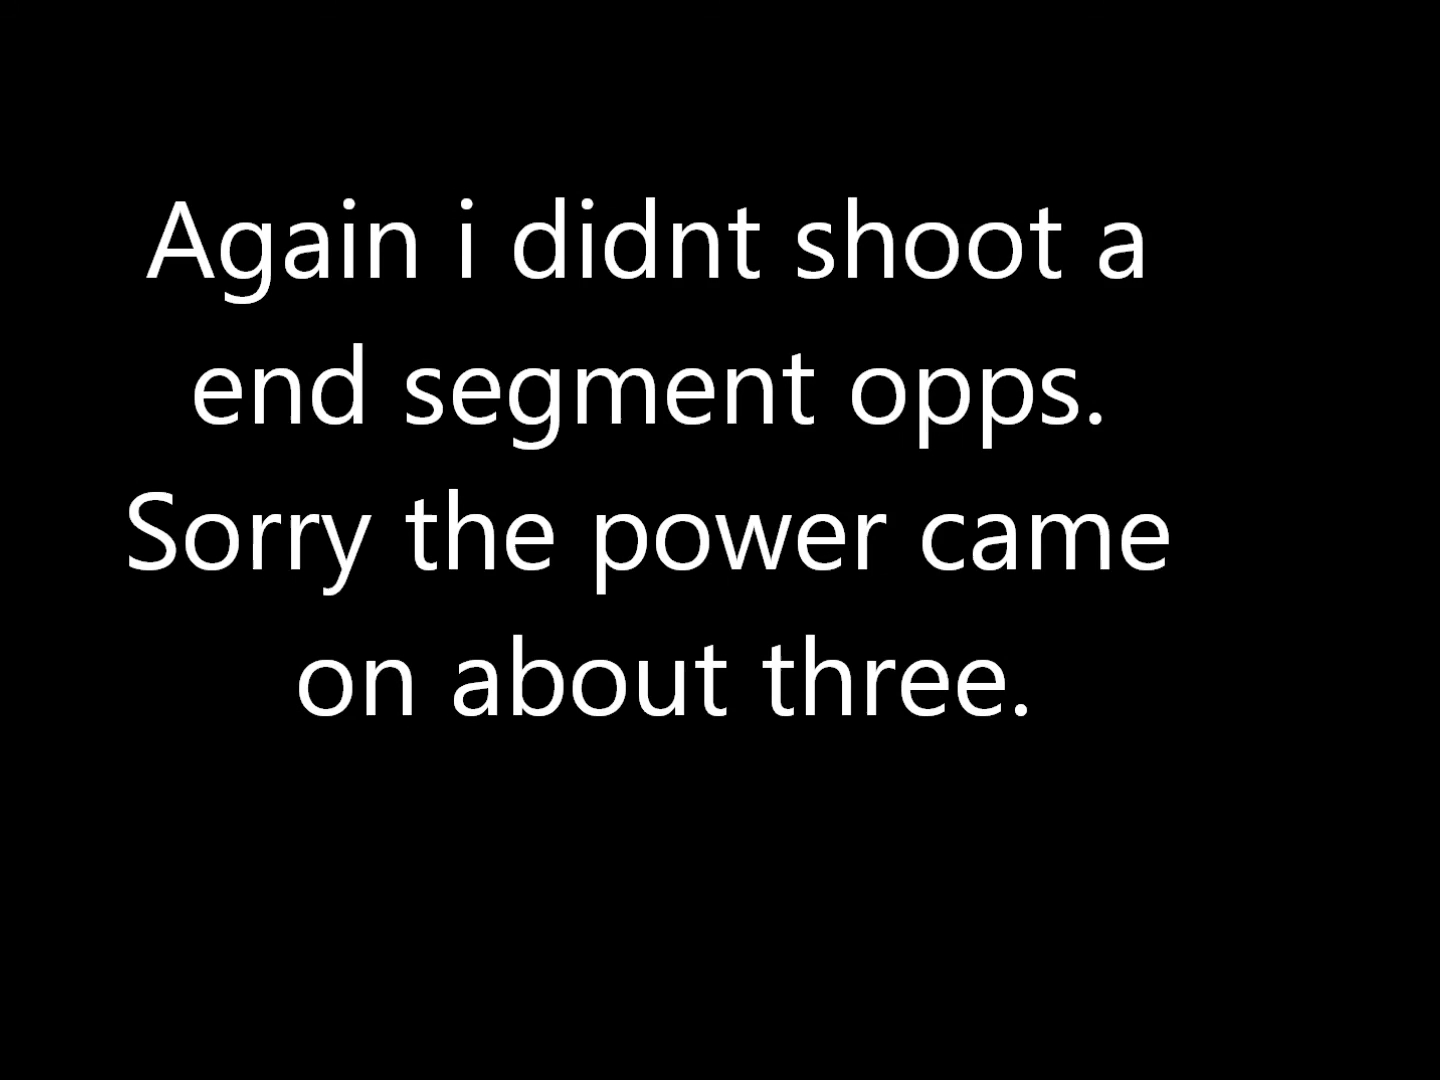 Again i didnt shoot a
end segment opps.
Sorry the power came
on about three.